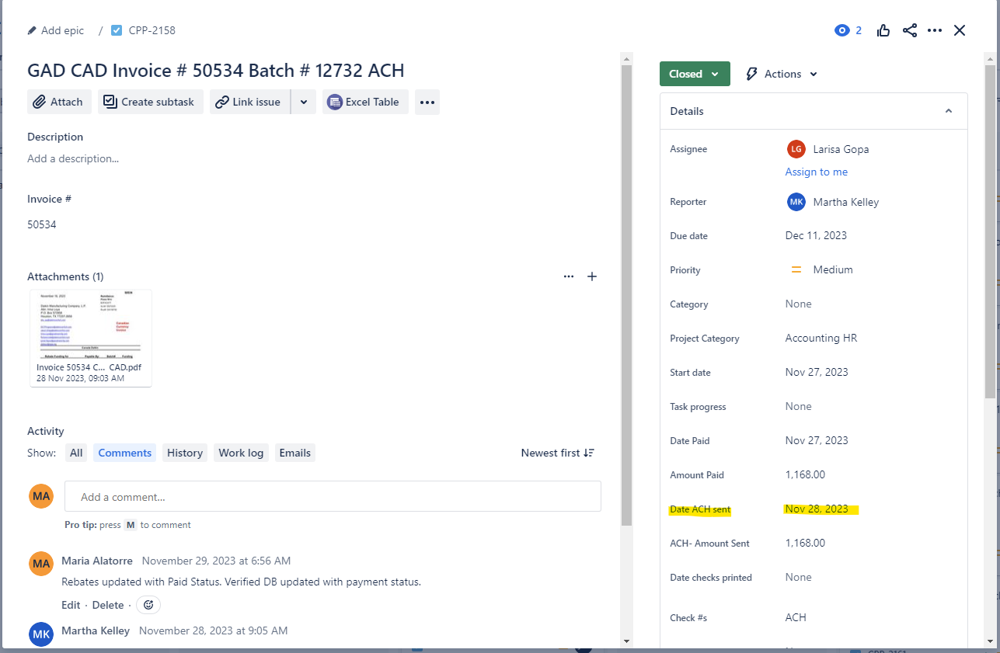 Add epic / CPP-2158
2
GAD CAD Invoice # 50534 Batch # 12732 ACH
Attach
Create subtask
Link issue
Excel Table
Description
Add a description...
Invoice #
50534
Attachments (1)
November 16, 2023
50534
Canadian
Currency
Invoice
Invoice 50534 C... CAD.pdf
28 Nov 2023, 09:03 AM
Activity
Show: All Comments History Work log Emails Newest first
MA Add a comment...
Pro tip: press M to comment
MA Maria Alatorre November 29, 2023 at 6:56 AM
Rebates updated with Paid Status. Verified DB updated with payment status.
Edit · Delete ·
MK Martha Kelley November 28, 2023 at 9:05 AM
Closed Actions
Details
Assignee LG Larisa Gopa
Assign to me
Reporter MK Martha Kelley
Due date Dec 11, 2023
Priority Medium
Category None
Project Category Accounting HR
Start date Nov 27, 2023
Task progress None
Date Paid Nov 27, 2023
Amount Paid 1,168.00
Date ACH sent Nov 28, 2023
ACH- Amount Sent 1,168.00
Date checks printed None
Check #s ACH